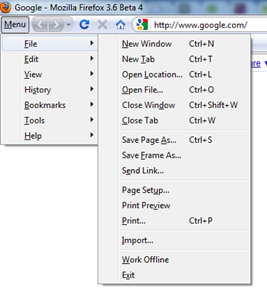 Google - Mozilla Firefox 3.6 Beta 4
Menu http://www.google.com/
File
Edit
View
History
Bookmarks
Tools
Help
New Window Ctrl+N
New Tab Ctrl+T
Open Location... Ctrl+L
Open File... Ctrl+O
Close Window Ctrl+Shift+W
Close Tab Ctrl+W
Save Page As... Ctrl+S
Save Frame As...
Send Link...
Page Setup...
Print Preview
Print... Ctrl+P
Import...
Work Offline
Exit